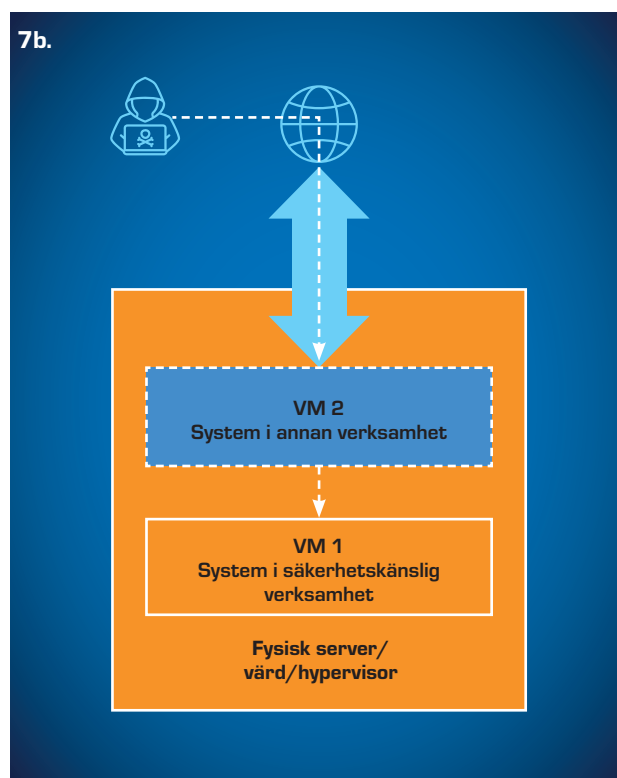 7b.
VM 2
System i annan verksamhet
VM 1
System i säkerhetskänslig
verksamhet
Fysisk server/
värd/hypervisor